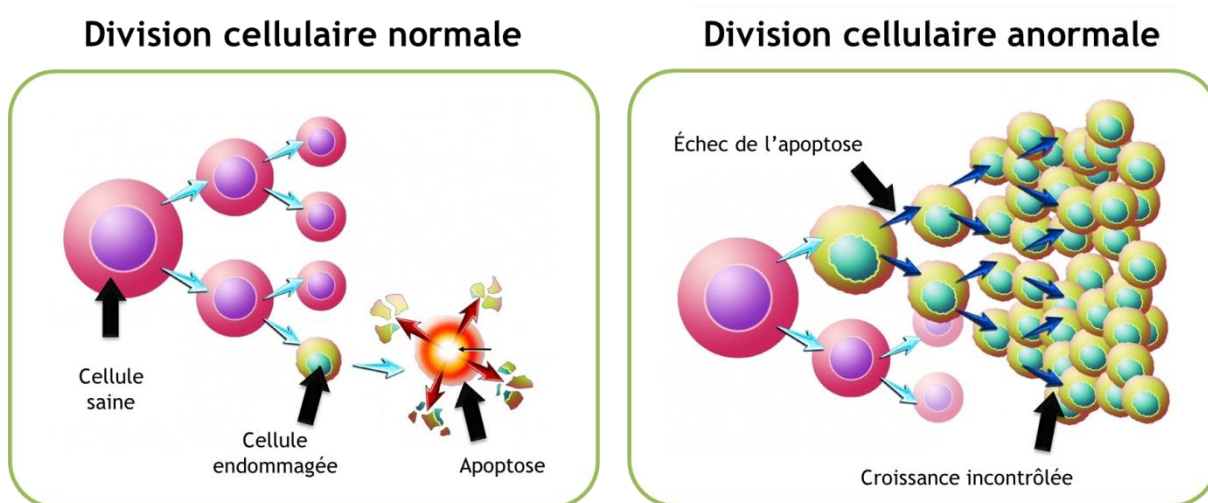 Division cellulaire normale
Cellule
saine
Cellule
endommagée
Apoptose
Division cellulaire anormale
Échec de l'apoptose
Croissance incontrôlée